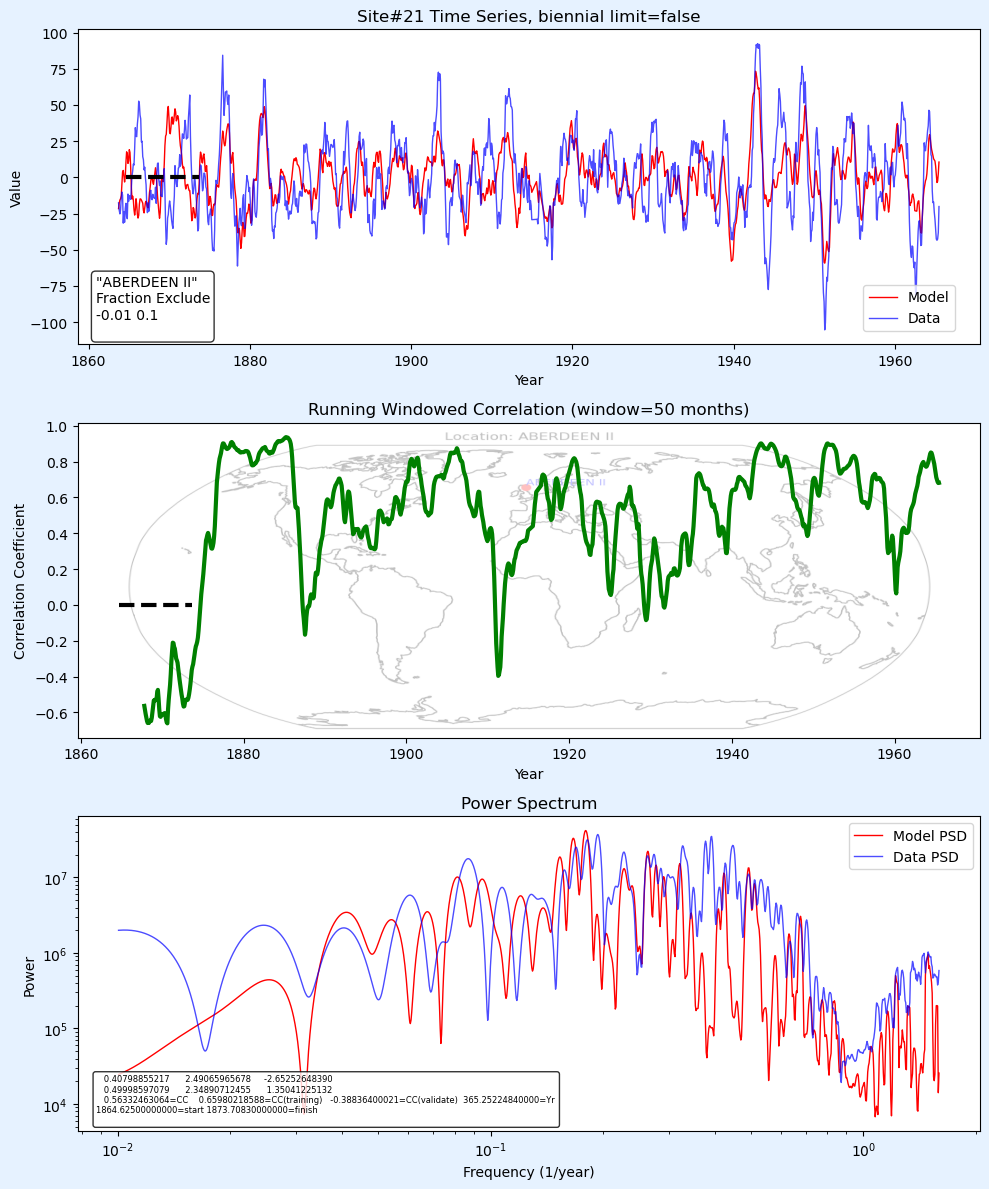 Site#21 Time Series, biennial limit=false
100
75
50
25
0
−25
−50
−75
−100
Value
"ABERDEEN II"
Fraction Exclude
-0.01 0.1
Model
Data
1860
1880
1900
1920
1940
1960
Year
Running Windowed Correlation (window=50 months)
Location: ABERDEEN II
ABERDEEN II
1.0
0.8
0.6
0.4
0.2
0.0
−0.2
−0.4
−0.6
Correlation Coefficient
1860
1880
1900
1920
1940
1960
Year
Power Spectrum
Model PSD
Data PSD
10⁷
10⁶
10⁵
10⁴
Power
0.40798855217 2.49065965678 -2.65252648390
0.49998597079 2.34890712455 1.35041225132
0.56332463064=CC 0.65980218588=CC(training) -0.38836400021=CC(validate) 365.25224840000=Yr
1864.62500000000=start 1873.70830000000=finish
10⁻²
10⁻¹
10⁰
Frequency (1/year)